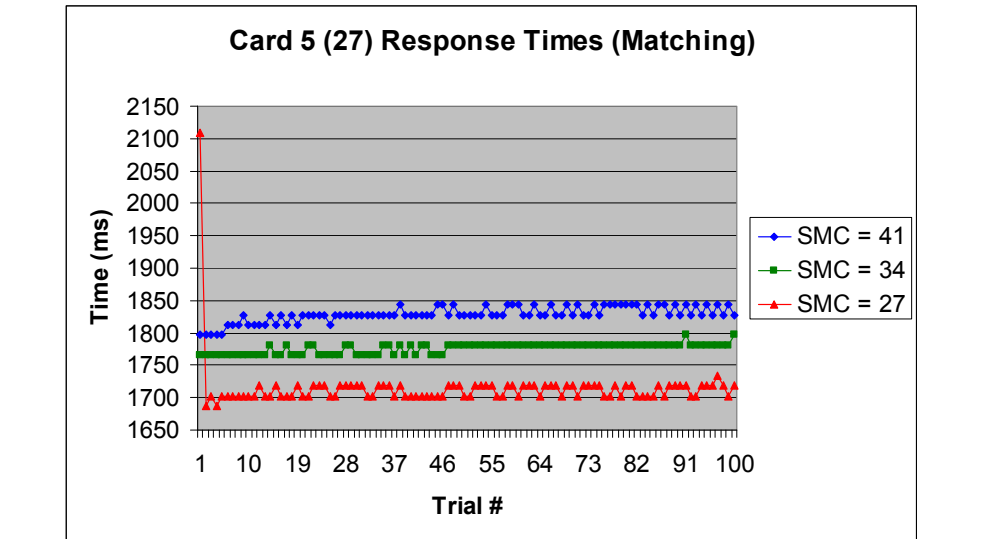 Card 5 (27) Response Times (Matching)
2150
2100
2050
2000
1950
1900
1850
1800
1750
1700
1650
Time (ms)
1 10 19 28 37 46 55 64 73 82 91 100
Trial #
SMC = 41
SMC = 34
SMC = 27